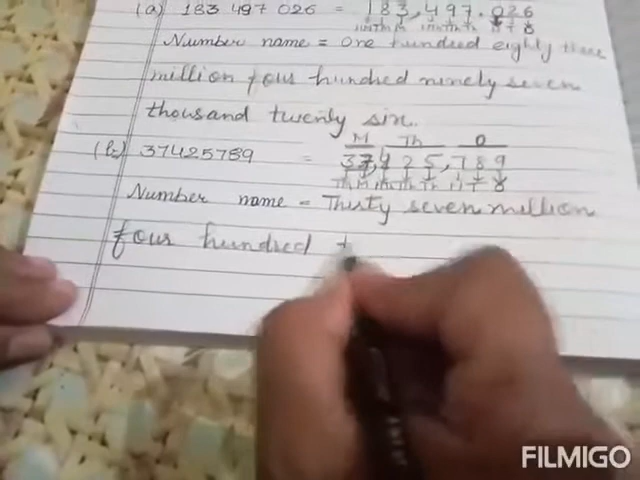 (a) 183 497 026 = 183,497,026
Number name = One hundred eighty three
million four hundred ninety seven
thousand twenty six.
M Th O
(b) 37425789 = 37,425,789
Number name = Thirty seven million
four hundred t
FILMIGO